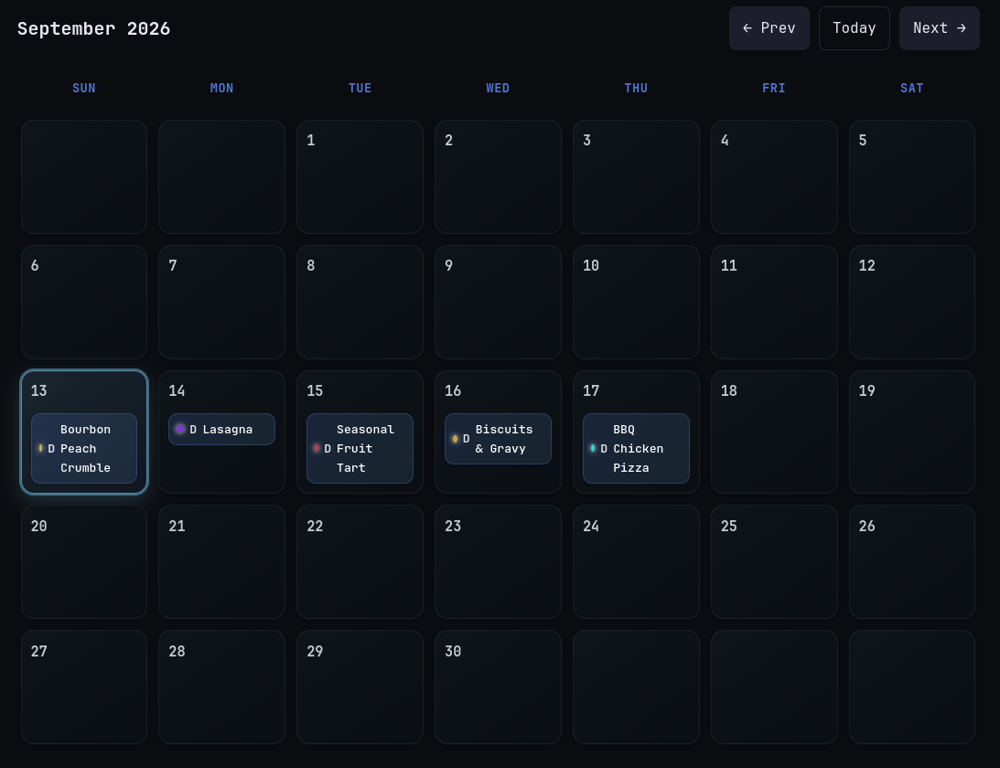 September 2026
← Prev
Today
Next →
SUN MON TUE WED THU FRI SAT
1 2 3 4 5
6 7 8 9 10 11 12
13 14 15 16 17 18 19
D Bourbon
Peach
Crumble
D Lasagna
D Seasonal
Fruit
Tart
D Biscuits
& Gravy
D BBQ
Chicken
Pizza
20 21 22 23 24 25 26
27 28 29 30